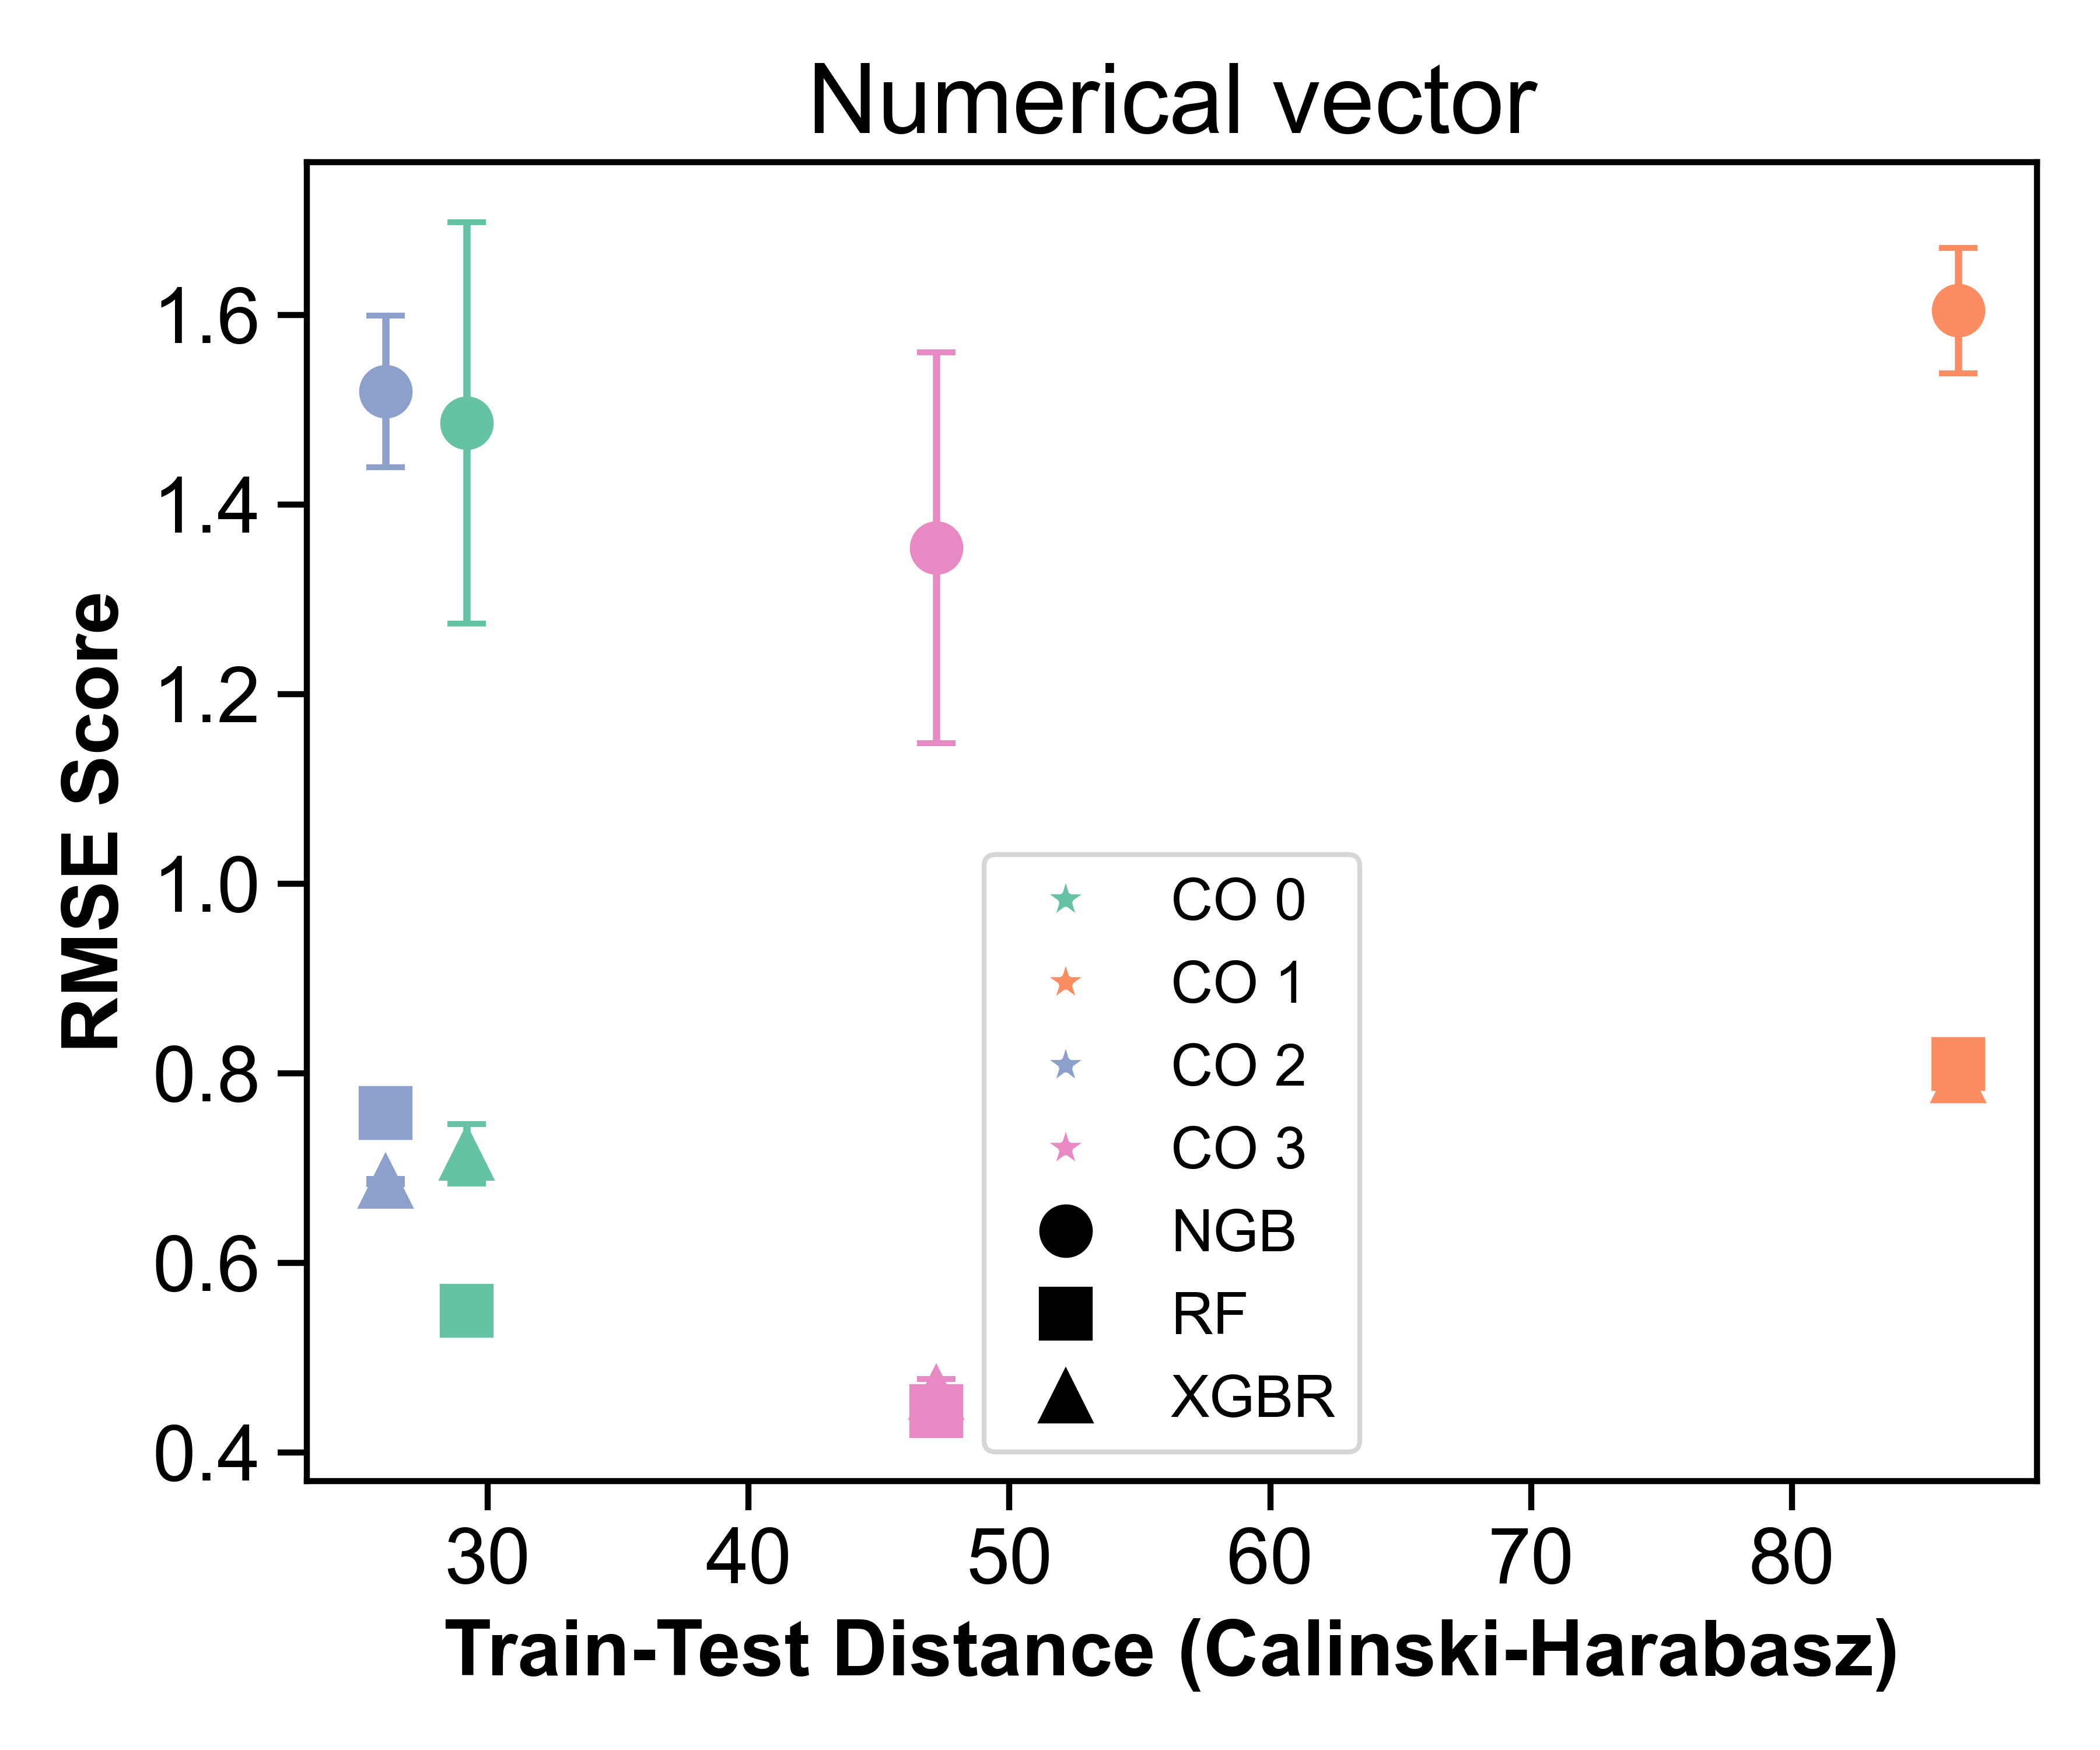 Numerical vector
RMSE Score
1.6
1.4
1.2
1.0
0.8
0.6
0.4
CO 0
CO 1
CO 2
CO 3
NGB
RF
XGBR
30 40 50 60 70 80
Train-Test Distance (Calinski-Harabasz)